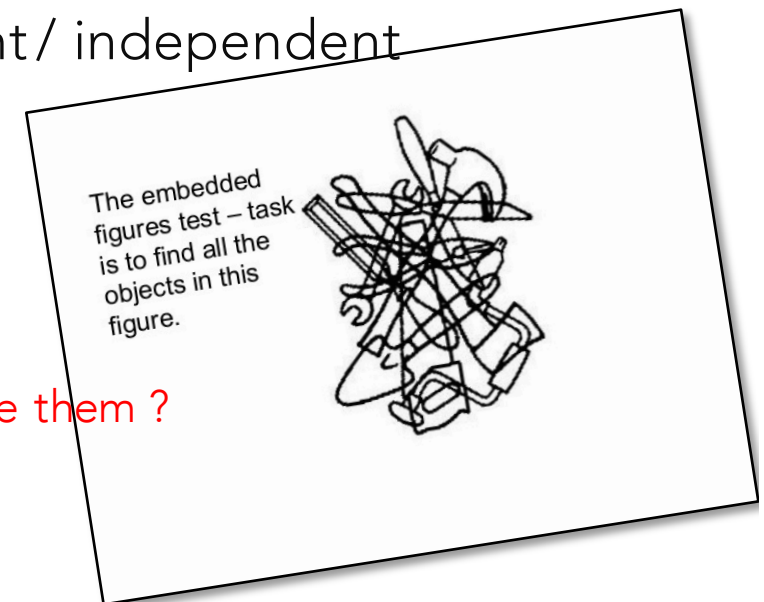 nt / independent
The embedded
figures test – task
is to find all the
objects in this
figure.
e them ?